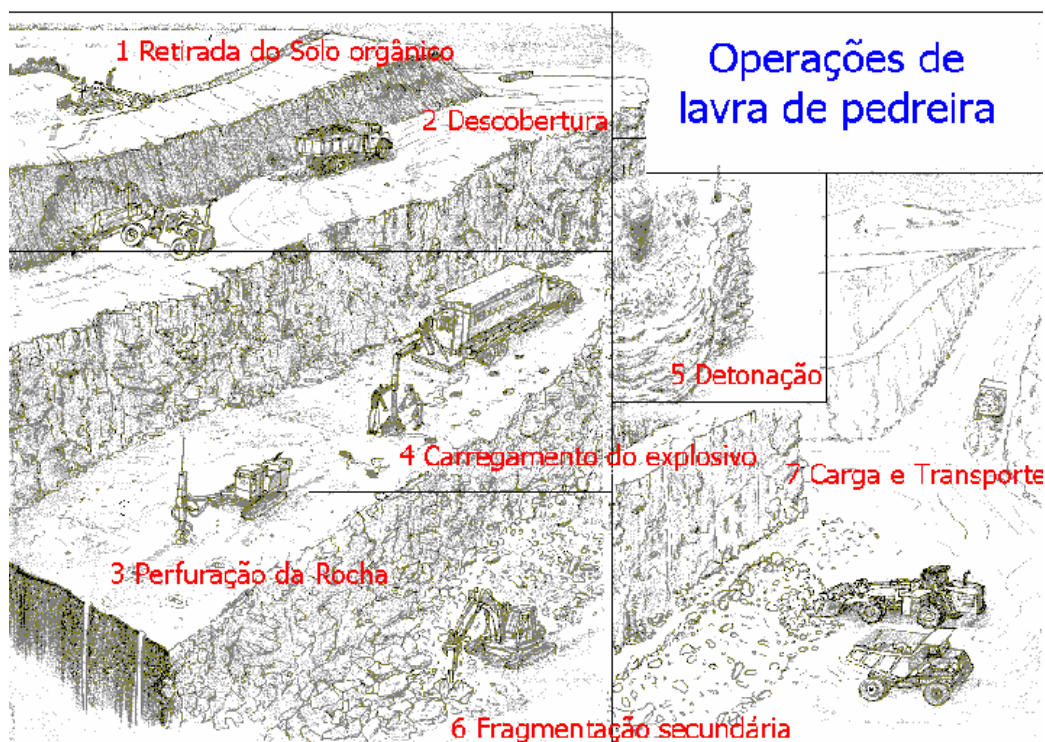 1 Retirada do Solo orgânico
Operações de
lavra de pedreira
2 Descobertura
5 Detonação
4 Carregamento do explosivo
7 Carga e Transporte
3 Perfuração da Rocha
6 Fragmentação secundária